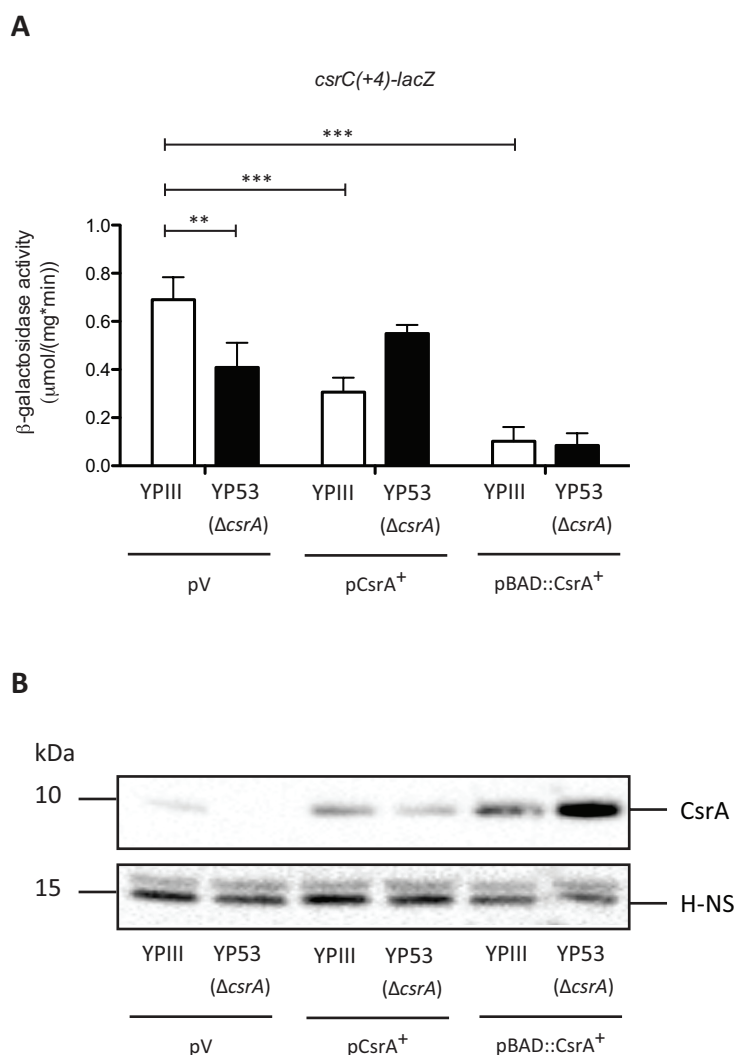 A
csrC(+4)-lacZ
***
***
**
β-galactosidase activity
(μmol/(mg*min))
1.0
0.8
0.6
0.4
0.2
0.0
YPIII YP53 YPIII YP53 YPIII YP53
(ΔcsrA) (ΔcsrA) (ΔcsrA)
pV pCsrA+ pBAD::CsrA+
B
kDa
10 CsrA
15 H-NS
YPIII YP53 YPIII YP53 YPIII YP53
(ΔcsrA) (ΔcsrA) (ΔcsrA)
pV pCsrA+ pBAD::CsrA+